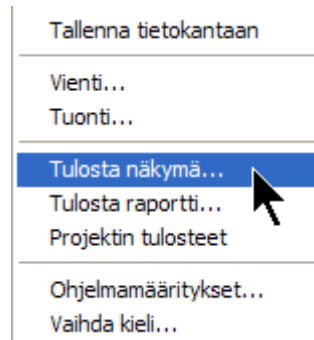 Tallenna tietokantaan
Vienti...
Tuonti...
Tulosta näkymä...
Tulosta raportti...
Projektin tulosteet
Ohjelmamääritykset...
Vaihda kieli...